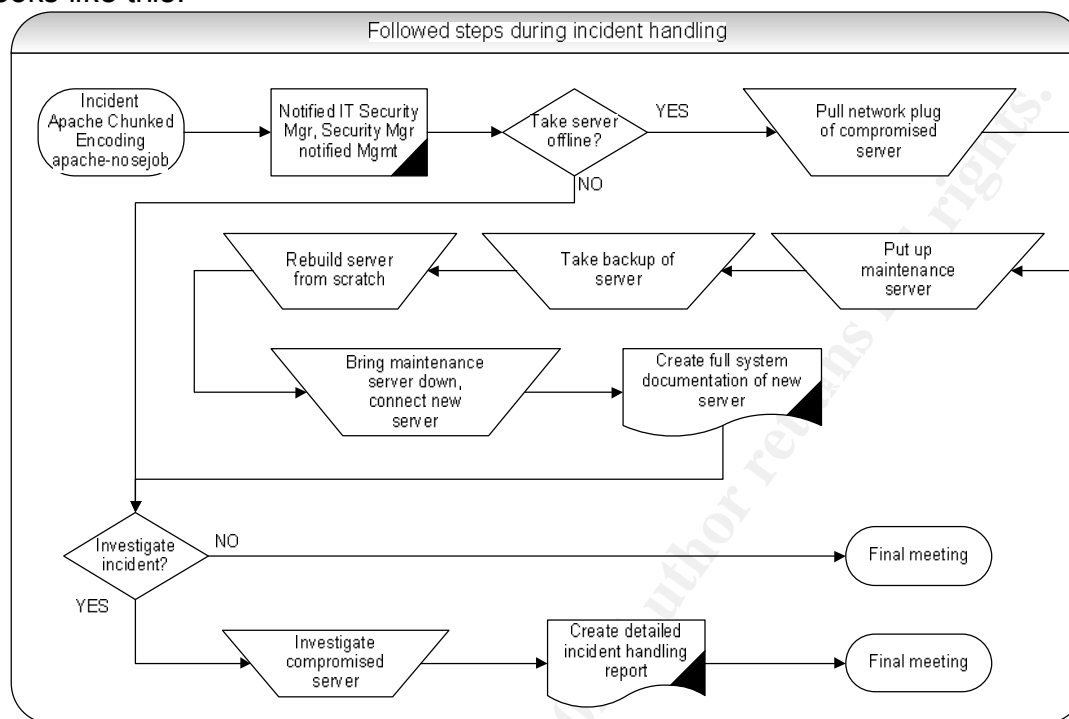 ooks like this:
Followed steps during incident handling
Incident
Apache Chunked
Encoding
apache-nosejob
Notified IT Security
Mgr, Security Mgr
notified Mgmt
Take server
offline?
YES
Pull network plug
of compromised
server
NO
Rebuild server
from scratch
Take backup of
server
Put up
maintenance
server
Bring maintenance
server down,
connect new
server
Create full system
documentation of new
server
Investigate
incident?
NO
Final meeting
YES
Investigate
compromised
server
Create detailed
incident handling
report
Final meeting
uthor retains
rights.